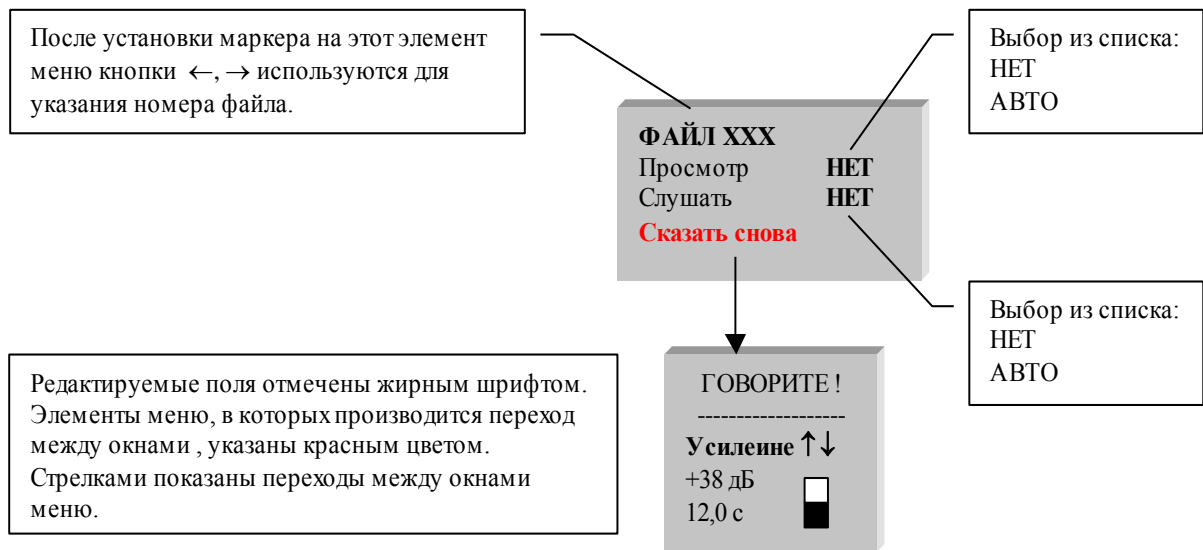 После установки маркера на этот элемент
меню кнопки ←, → используются для
указания номера файла.
Выбор из списка:
НЕТ
АВТО
ФАЙЛ XXX
Просмотр НЕТ
Слушать НЕТ
Сказать снова
Выбор из списка:
НЕТ
АВТО
Редактируемые поля отмечены жирным шрифтом.
Элементы меню, в которых производится переход
между окнами , указаны красным цветом.
Стрелками показаны переходы между окнами
меню.
ГОВОРИТЕ !
-------------------
Усилеине ↑↓
+38 дБ
12,0 с